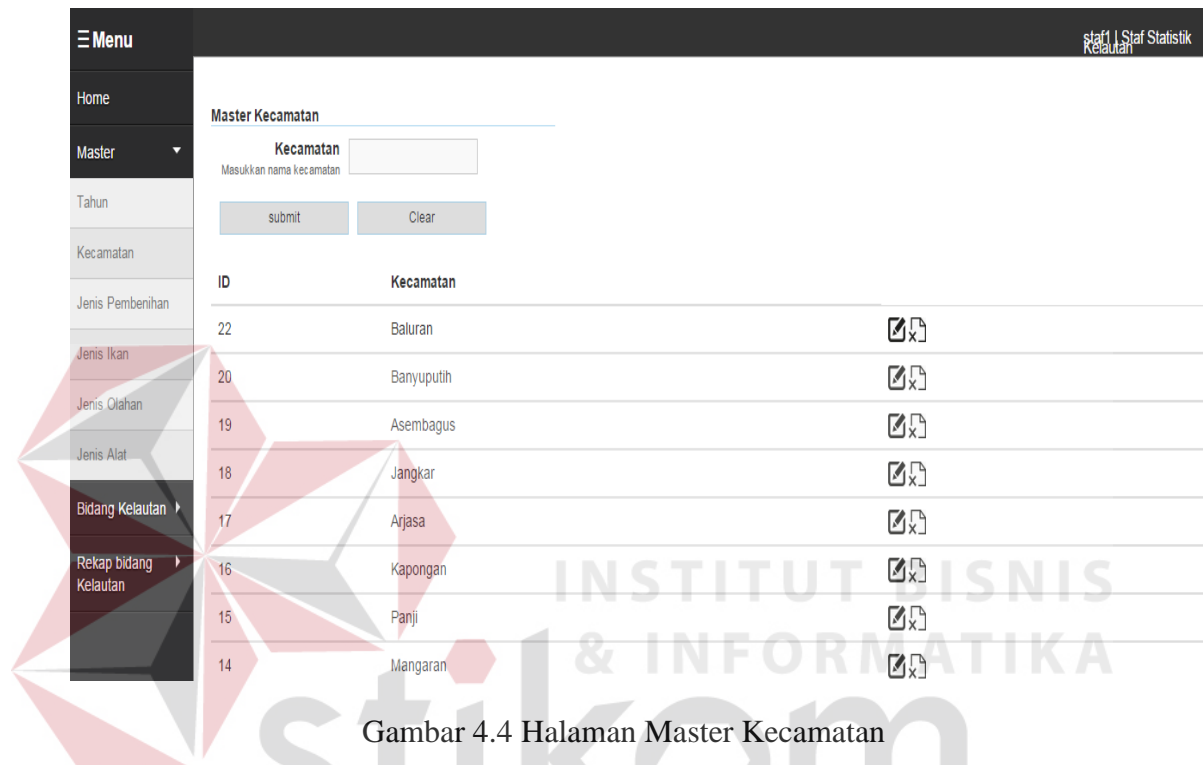 Menu
staf1 | Staf Statistik
Kelautan
Home
Master
Tahun
Kecamatan
Jenis Pembenihan
Jenis Ikan
Jenis Olahan
Jenis Alat
Bidang Kelautan
Rekap bidang
Kelautan
Master Kecamatan
Kecamatan
Masukkan nama kecamatan
submit Clear
ID Kecamatan
22 Baluran
20 Banyuputih
19 Asembagus
18 Jangkar
17 Arjasa
16 Kapongan
15 Panji
14 Mangaran
INSTITUT BISNIS
& INFORMATIKA
stikom
Gambar 4.4 Halaman Master Kecamatan